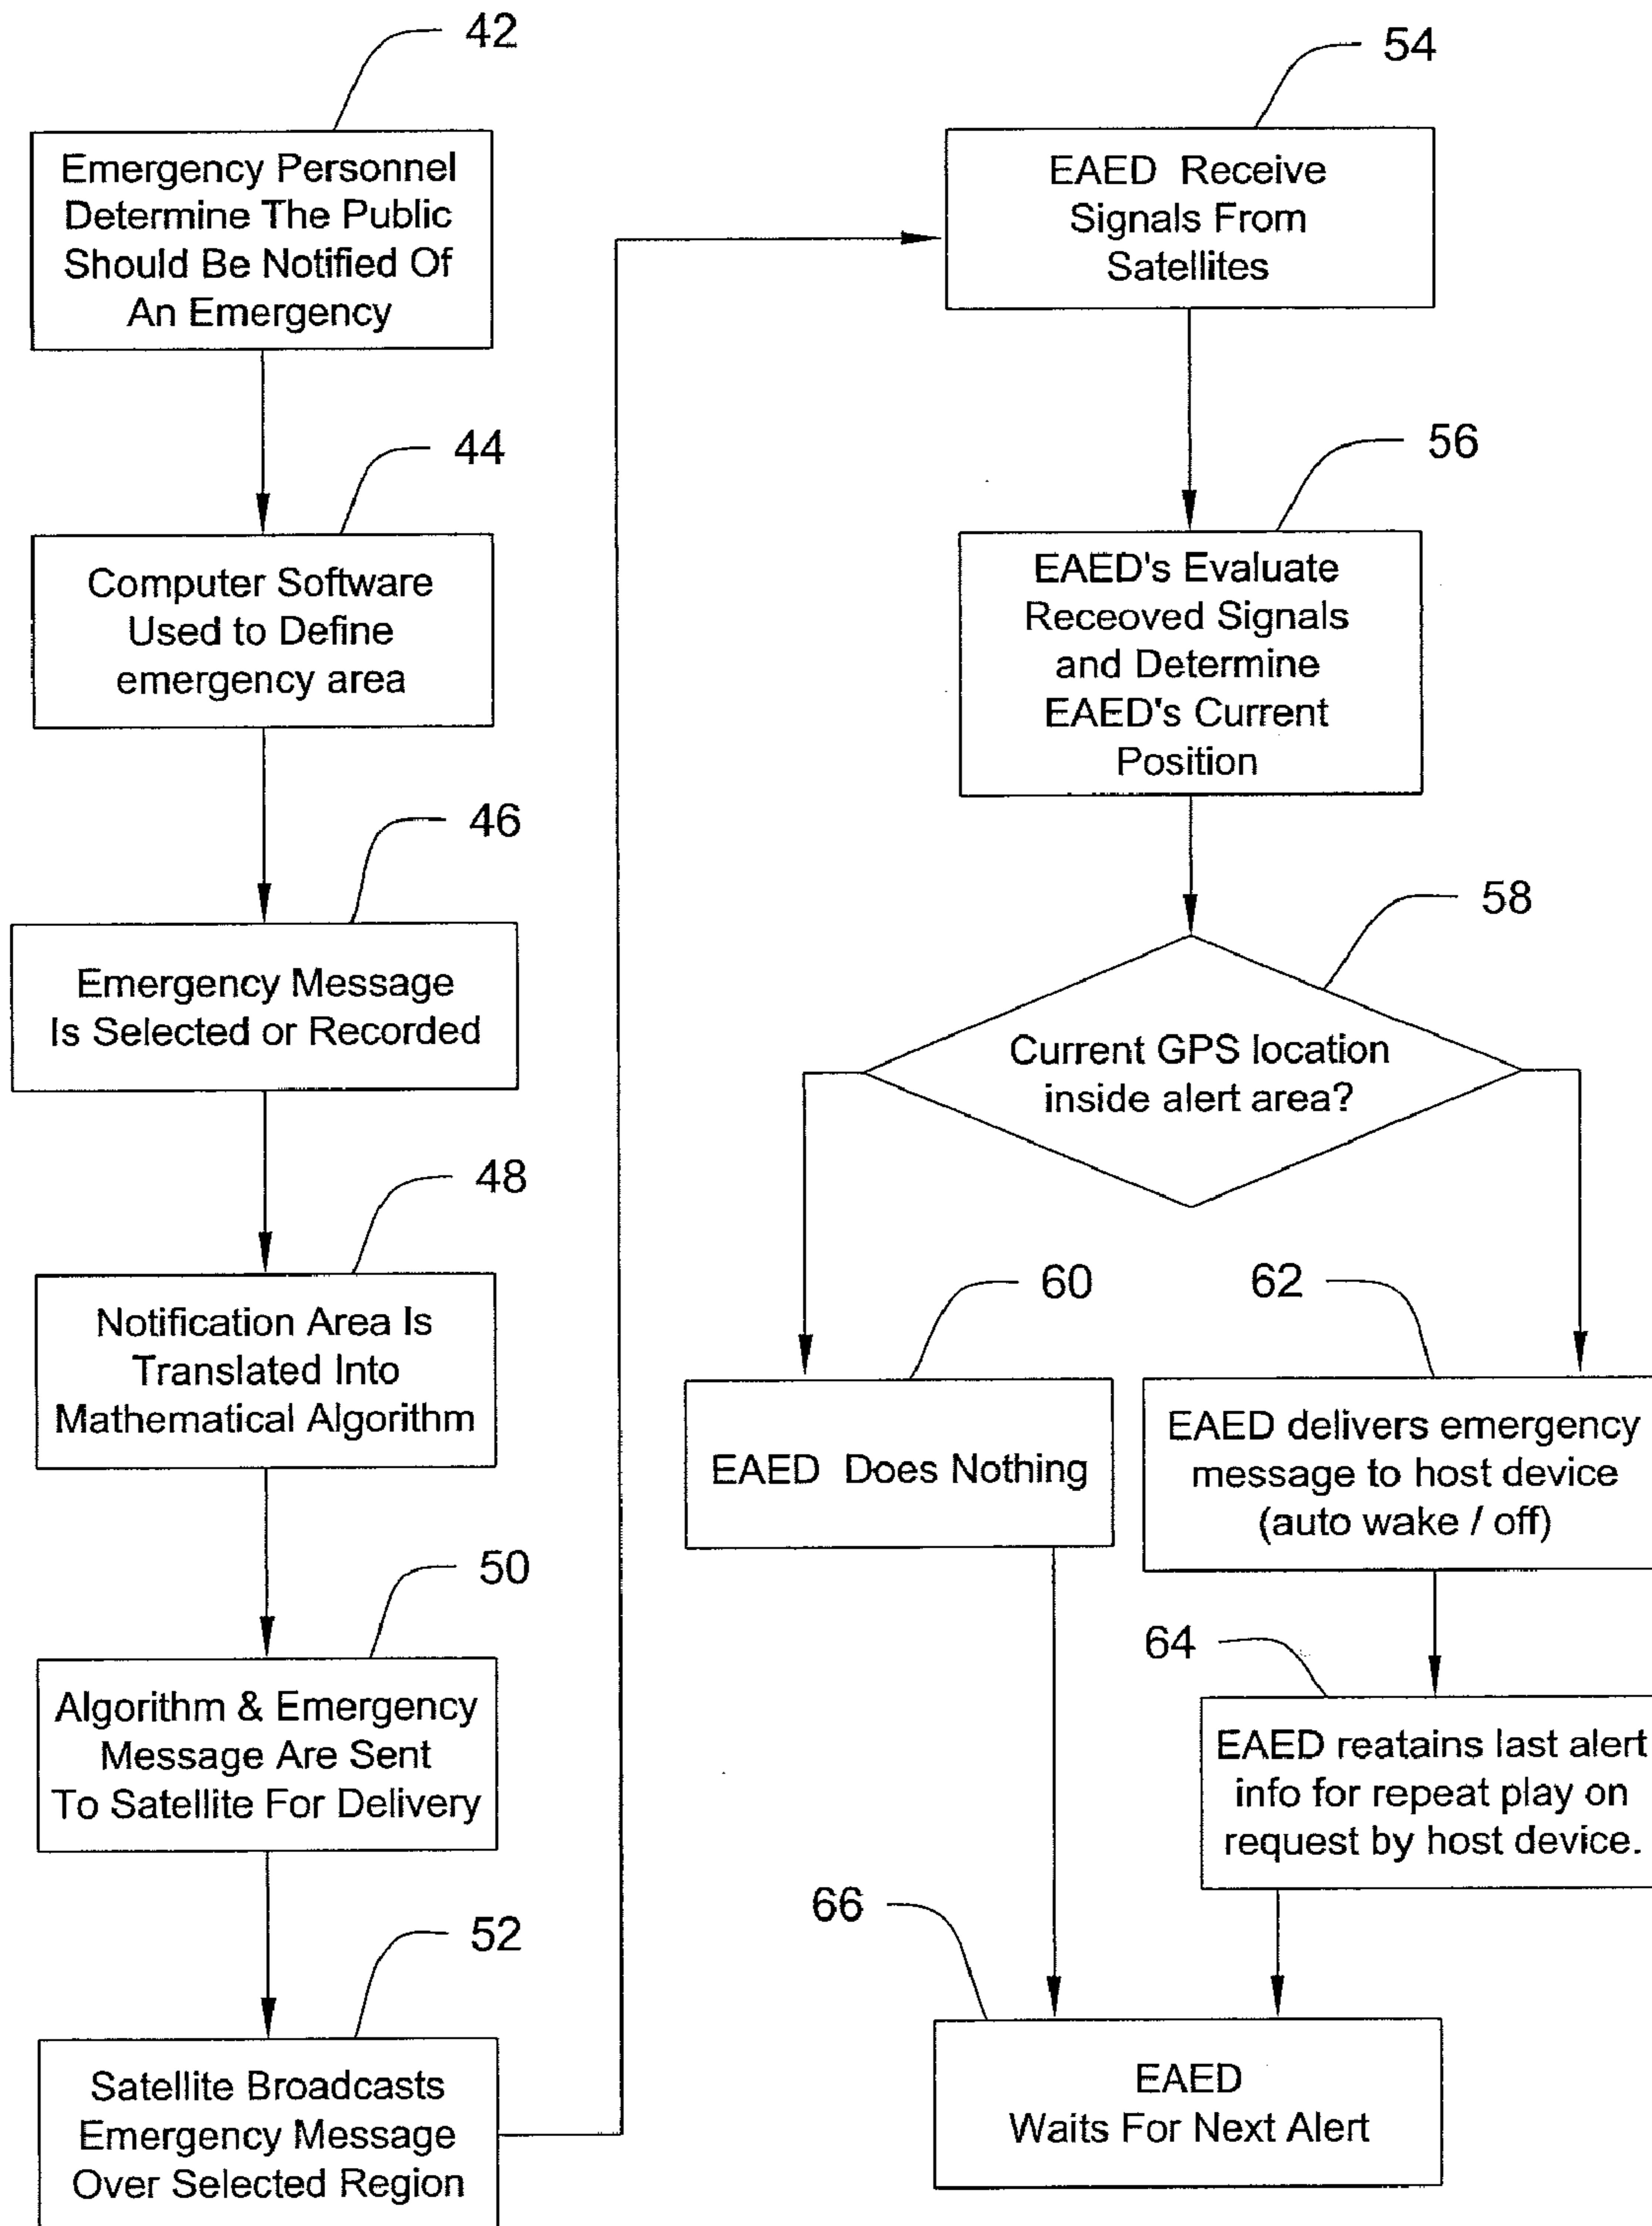 42
Emergency Personnel
Determine The Public
Should Be Notified Of
An Emergency
44
Computer Software
Used to Define
emergency area
46
Emergency Message
Is Selected or Recorded
48
Notification Area Is
Translated Into
Mathematical Algorithm
50
Algorithm & Emergency
Message Are Sent
To Satellite For Delivery
52
Satellite Broadcasts
Emergency Message
Over Selected Region
54
EAED Receive
Signals From
Satellites
56
EAED's Evaluate
Receoved Signals
and Determine
EAED's Current
Position
58
Current GPS location
inside alert area?
60
EAED Does Nothing
62
EAED delivers emergency
message to host device
(auto wake / off)
64
EAED reatains last alert
info for repeat play on
request by host device.
66
EAED
Waits For Next Alert